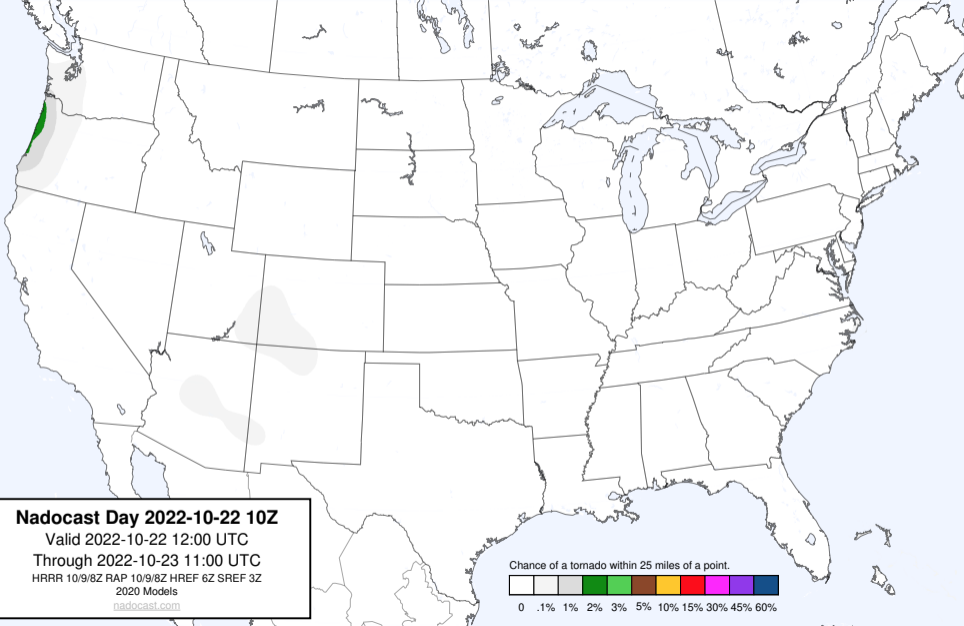 Nadocast Day 2022-10-22 10Z
Valid 2022-10-22 12:00 UTC
Through 2022-10-23 11:00 UTC
HRRR 10/9/8Z RAP 10/9/8Z HREF 6Z SREF 3Z
2020 Models
nadocast.com
Chance of a tornado within 25 miles of a point.
0 .1% 1% 2% 3% 5% 10% 15% 30% 45% 60%